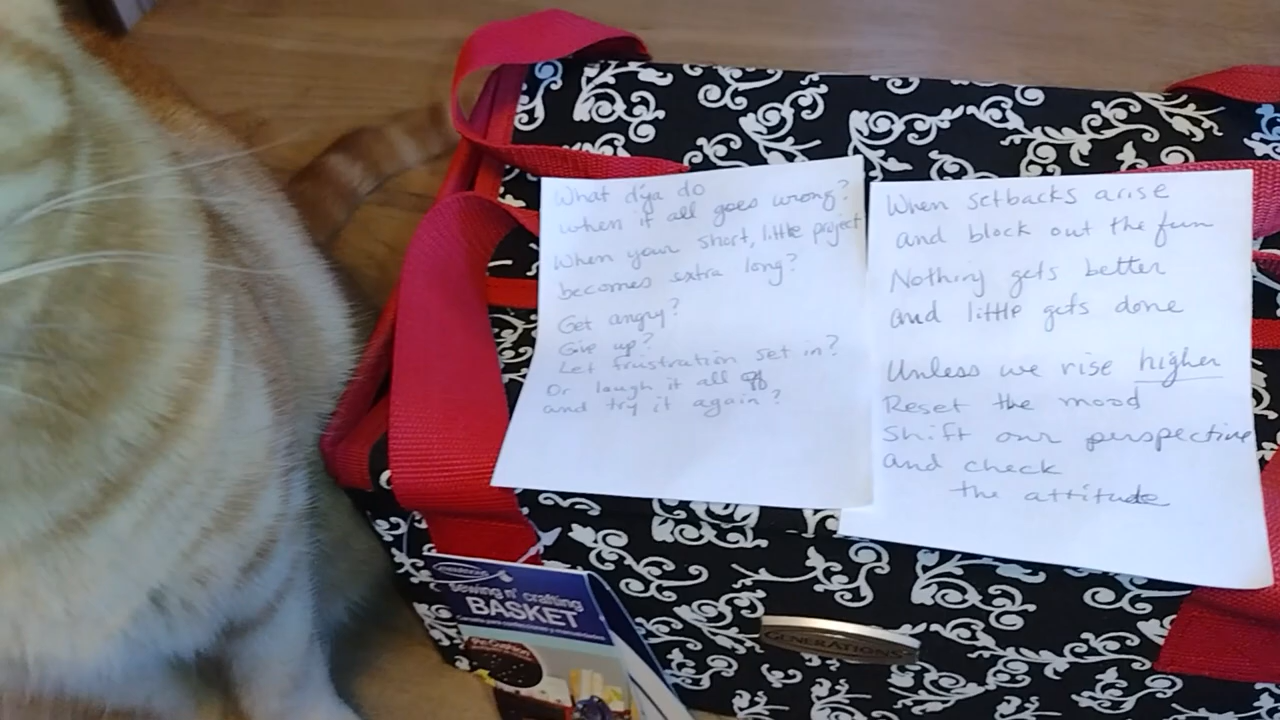 What d'ya do
when it all goes wrong?
When your short, little project
becomes extra long?
Get angry?
Give up?
Let frustration set in?
Or laugh it all off
and try it again?
When setbacks arise
and block out the fun
Nothing gets better
and little gets done
Unless we rise higher
Reset the mood
Shift our perspective
and check
the attitude
sewing n' crafting
BASKET
GENERATIONS